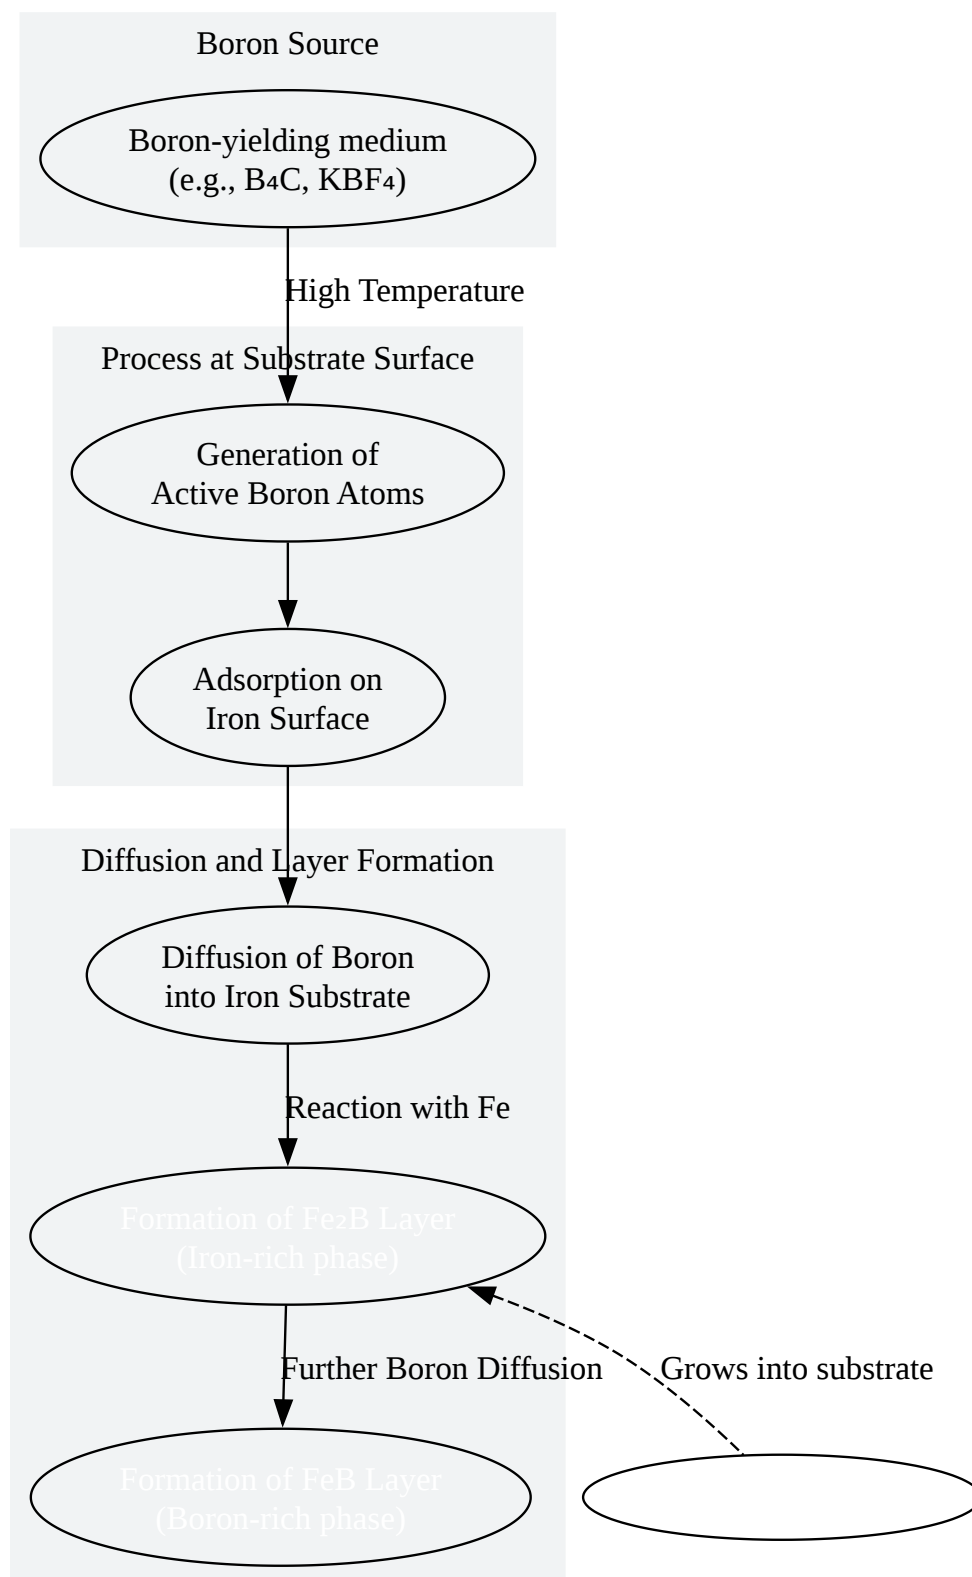 Boron Source
Boron-yielding medium
(e.g., B₄C, KBF₄)
High Temperature
Process at Substrate Surface
Generation of
Active Boron Atoms
Adsorption on
Iron Surface
Diffusion and Layer Formation
Diffusion of Boron
into Iron Substrate
Reaction with Fe
Formation of Fe₂B Layer
(Iron-rich phase)
Further Boron Diffusion
Grows into substrate
Formation of FeB Layer
(Boron-rich phase)